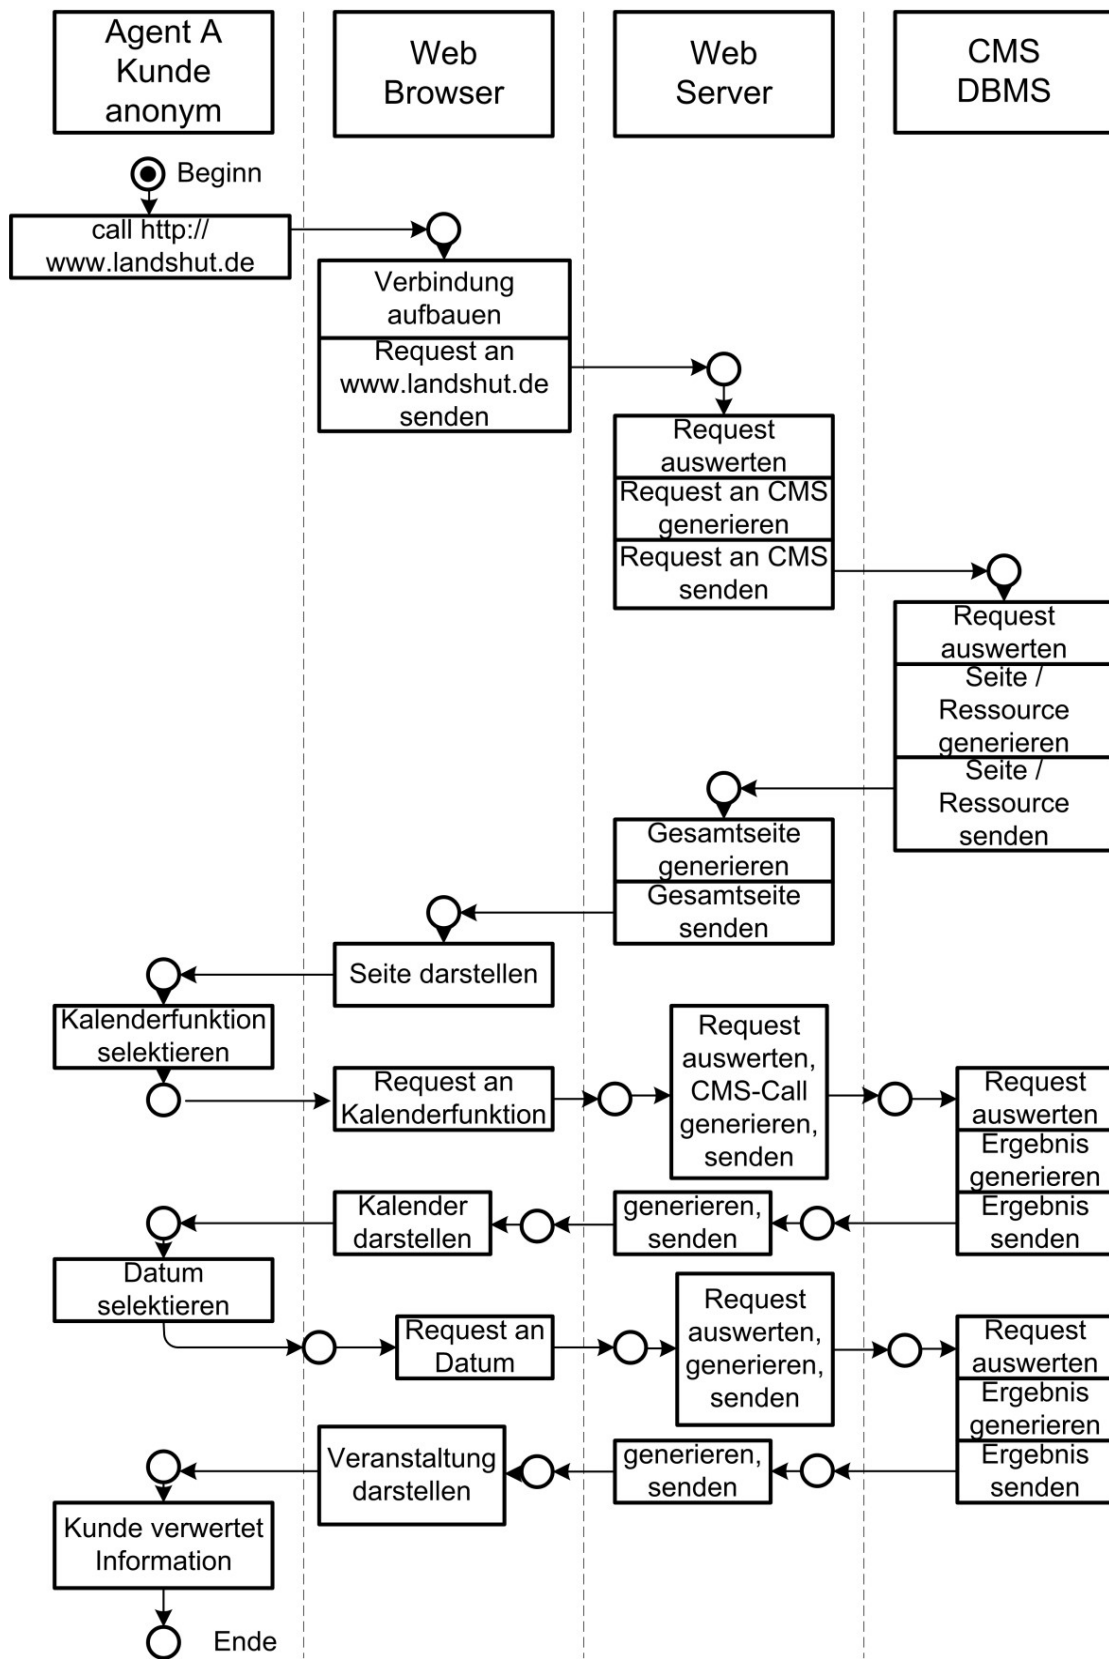 Agent A
Kunde
anonym
Web
Browser
Web
Server
CMS
DBMS
Beginn
call http://
www.landshut.de
Verbindung
aufbauen
Request an
www.landshut.de
senden
Request
auswerten
Request an CMS
generieren
Request an CMS
senden
Request
auswerten
Seite /
Ressource
generieren
Seite /
Ressource
senden
Gesamtseite
generieren
Gesamtseite
senden
Seite darstellen
Kalenderfunktion
selektieren
Request an
Kalenderfunktion
Request
auswerten,
CMS-Call
generieren,
senden
Request
auswerten
Ergebnis
generieren
Ergebnis
senden
generieren,
senden
Kalender
darstellen
Datum
selektieren
Request an
Datum
Request
auswerten,
generieren,
senden
Request
auswerten
Ergebnis
generieren
Ergebnis
senden
generieren,
senden
Veranstaltung
darstellen
Kunde verwertet
Information
Ende